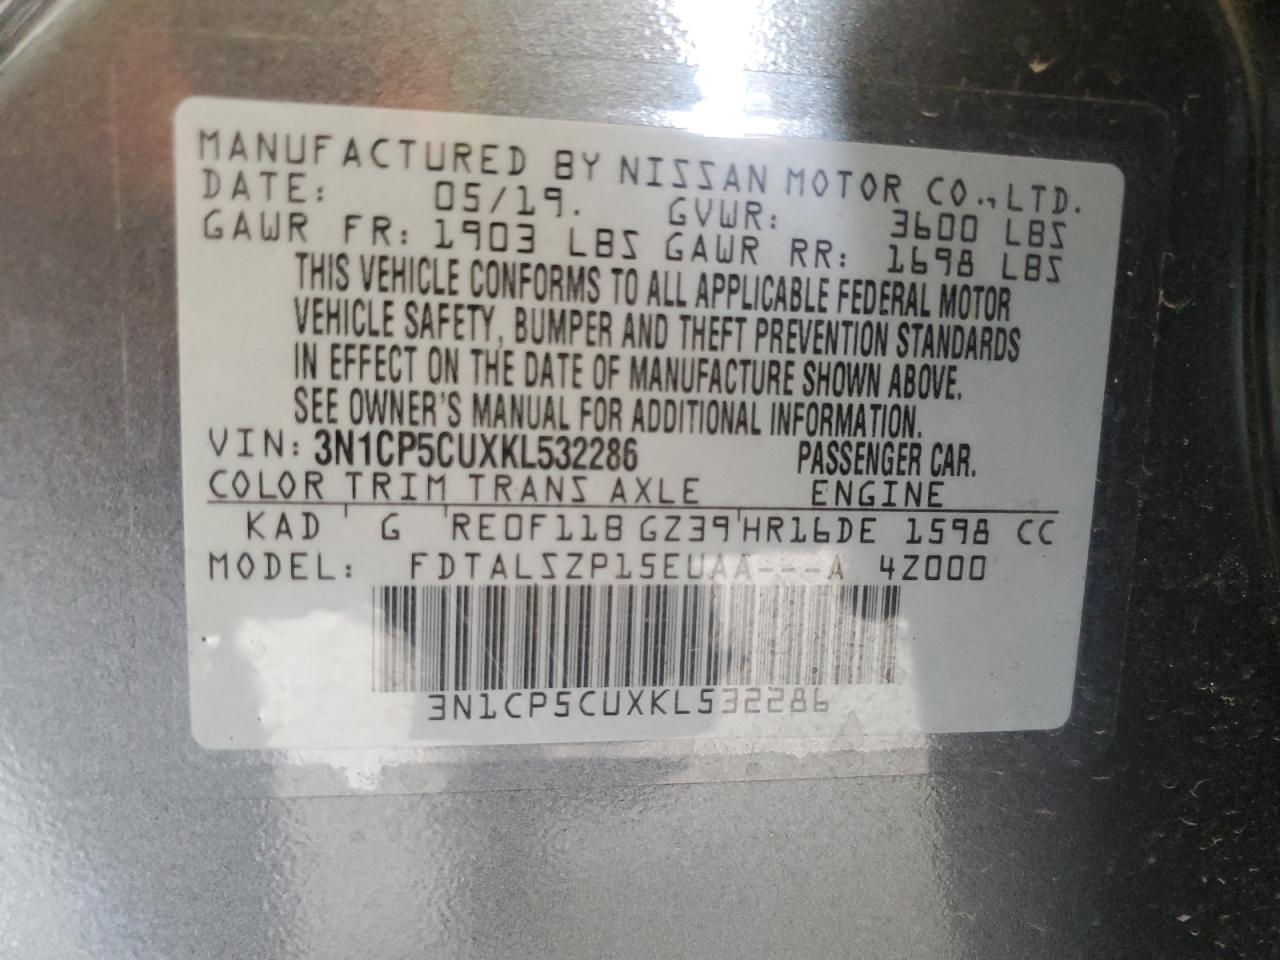 MANUFACTURED BY NISSAN MOTOR CO., LTD.
DATE: 05/19. GVWR: 3600 LBS
GAWR FR: 1903 LBS GAWR RR: 1698 LBS
THIS VEHICLE CONFORMS TO ALL APPLICABLE FEDERAL MOTOR
VEHICLE SAFETY, BUMPER AND THEFT PREVENTION STANDARDS
IN EFFECT ON THE DATE OF MANUFACTURE SHOWN ABOVE.
SEE OWNER'S MANUAL FOR ADDITIONAL INFORMATION.
VIN: 3N1CP5CUXKL532286 PASSENGER CAR.
COLOR TRIM TRANS AXLE ENGINE
KAD G RE0F11B GZ39 HR16DE 1598 CC
MODEL: FDTALSZP15EUAA---A 4Z000
3N1CP5CUXKL532286